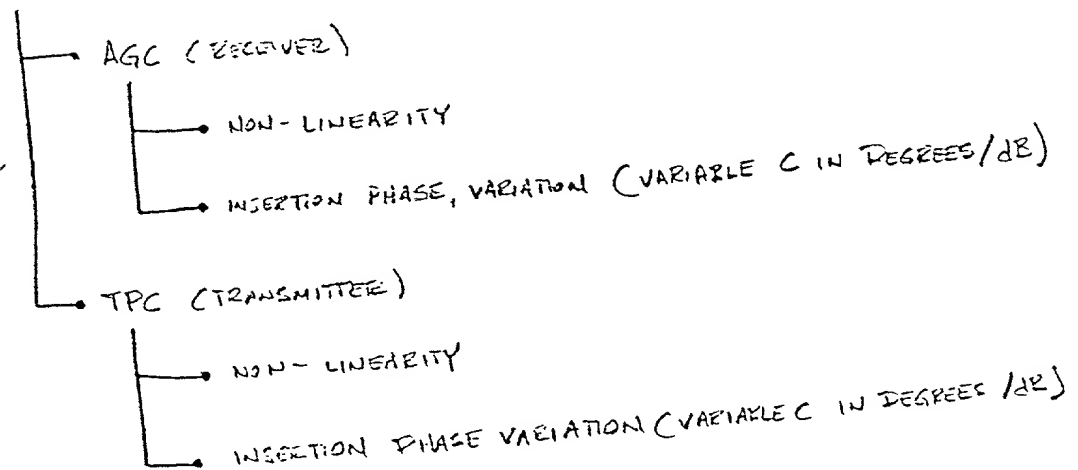 AGC (RECEIVER)
NON-LINEARITY
INSERTION PHASE, VARIATION (VARIABLE C IN DEGREES/dB)
TPC (TRANSMITTER)
NON-LINEARITY
INSERTION PHASE VARIATION (VARIABLE C IN DEGREES/dB)